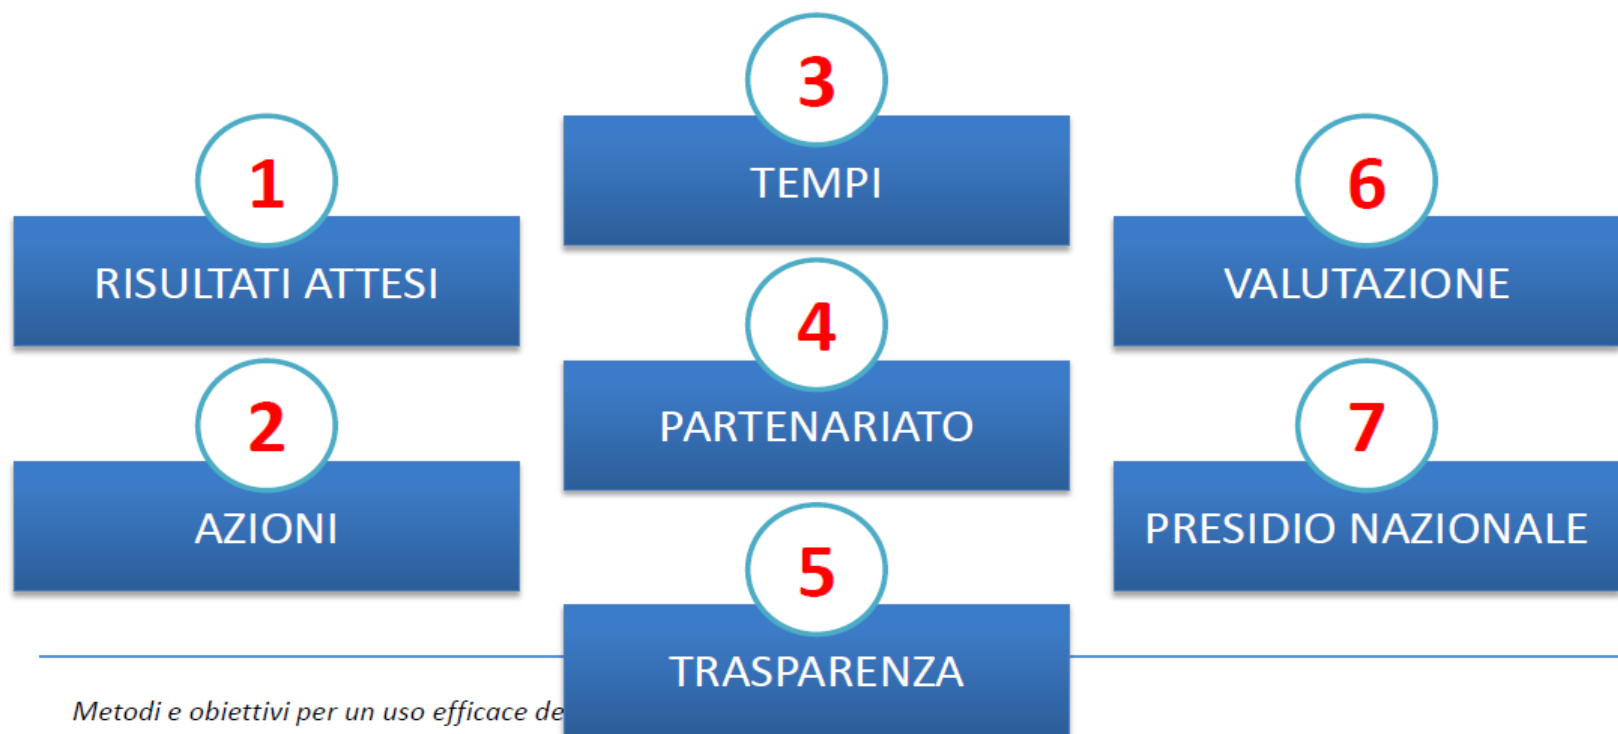 1
RISULTATI ATTESI
2
AZIONI
3
TEMPI
4
PARTENARIATO
5
TRASPARENZA
6
VALUTAZIONE
7
PRESIDIO NAZIONALE
Metodi e obiettivi per un uso efficace de